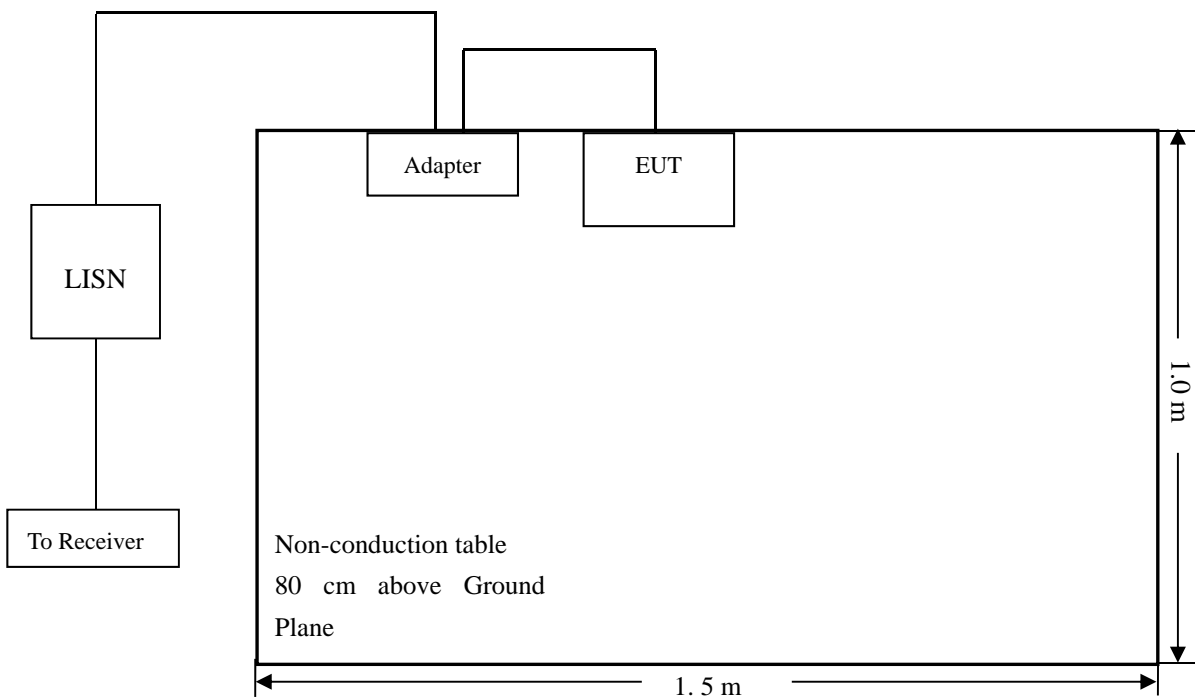 Adapter
EUT
LISN
1.0 m
To Receiver
Non-conduction table
80 cm above Ground
Plane
1. 5 m